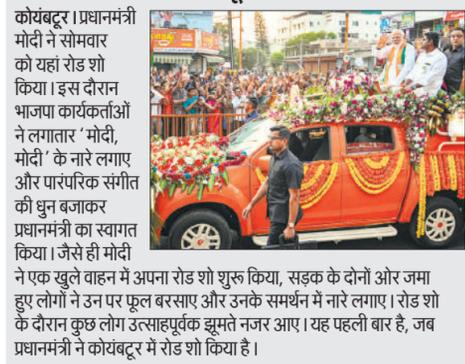 कोयंबटूर। प्रधानमंत्री
मोदी ने सोमवार
को यहां रोड शो
किया। इस दौरान
भाजपा कार्यकर्ताओं
ने लगातार ‘मोदी,
मोदी’ के नारे लगाए
और पारंपरिक संगीत
की धुन बजाकर
प्रधानमंत्री का स्वागत
किया। जैसे ही मोदी
ने एक खुले वाहन में अपना रोड शो शुरू किया, सड़क के दोनों ओर जमा
हुए लोगों ने उन पर फूल बरसाए और उनके समर्थन में नारे लगाए। रोड शो
के दौरान कुछ लोग उत्साहपूर्वक झूमते नजर आए। यह पहली बार है, जब
प्रधानमंत्री ने कोयंबटूर में रोड शो किया है।